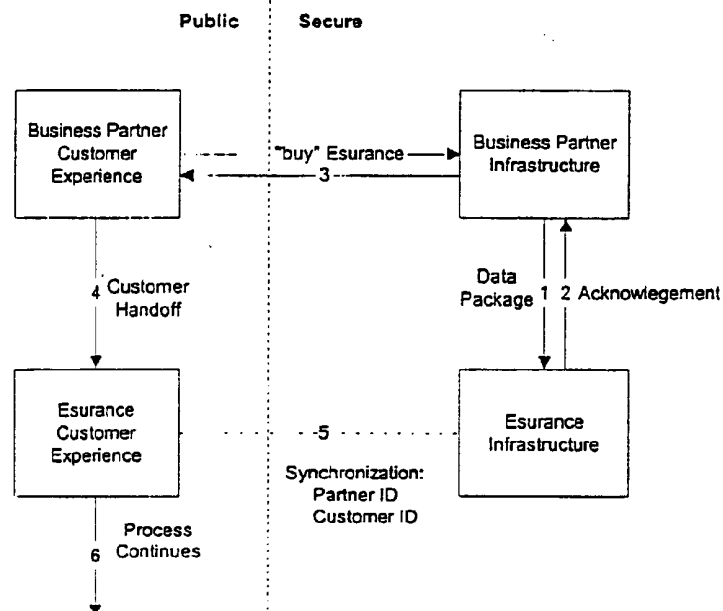 Public
Secure
Business Partner
Customer
Experience
"buy" Esurance
3
Business Partner
Infrastructure
4 Customer
Handoff
Data
Package 1
2 Acknowlegement
Esurance
Customer
Experience
5
Esurance
Infrastructure
Synchronization:
Partner ID
Customer ID
Process
Continues
6